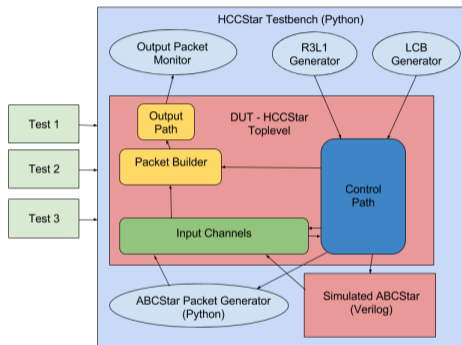 HCCStar Testbench (Python)
Output Packet
Monitor
R3L1
Generator
LCB
Generator
Test 1
Test 2
Test 3
Output
Path
DUT - HCCStar
Toplevel
Packet Builder
Control
Path
Input Channels
ABCStar Packet Generator
(Python)
Simulated ABCStar
(Verilog)